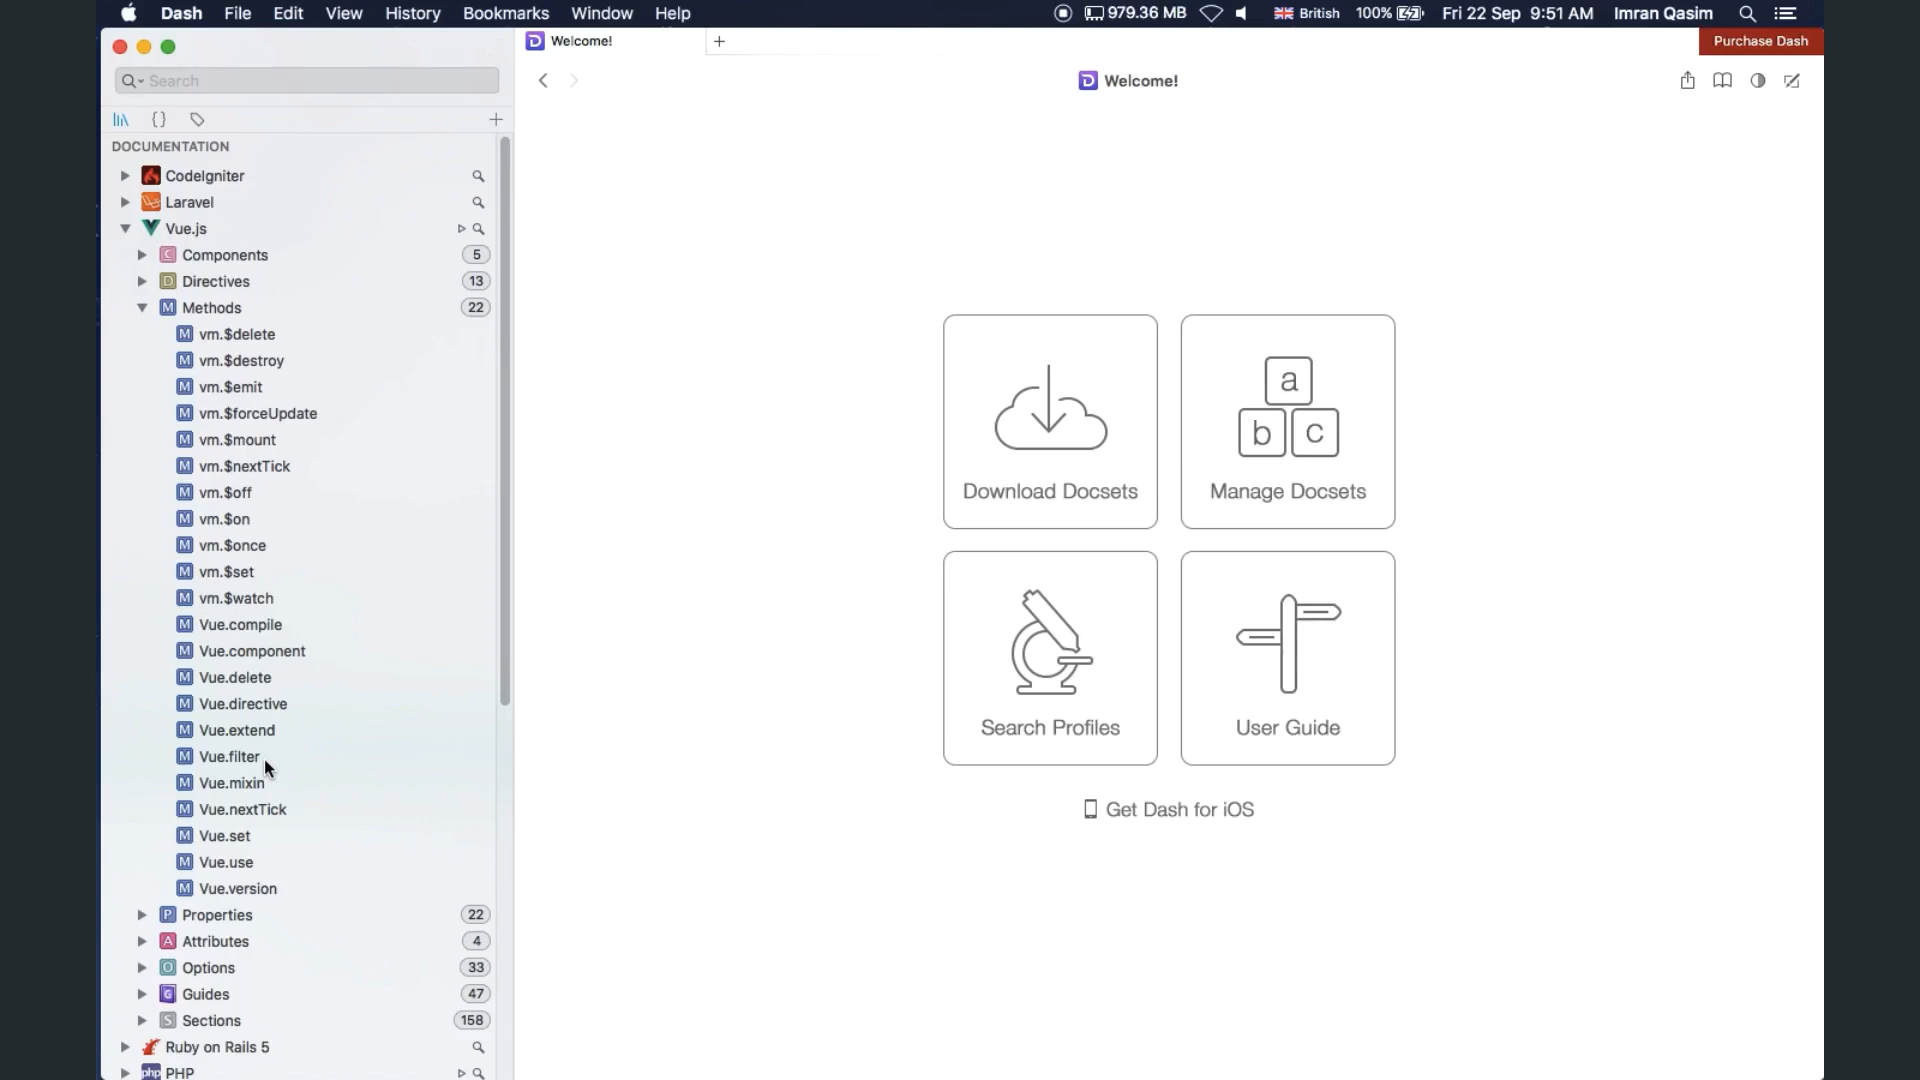 Dash File Edit View History Bookmarks Window Help 979.36 MB British 100% Fri 22 Sep 9:51 AM Imran Qasim
Welcome! +
Purchase Dash
Search
Welcome!
DOCUMENTATION
CodeIgniter
Laravel
Vue.js
Components 5
Directives 13
Methods 22
vm.$delete
vm.$destroy
vm.$emit
vm.$forceUpdate
vm.$mount
vm.$nextTick
vm.$off
vm.$on
vm.$once
vm.$set
vm.$watch
Vue.compile
Vue.component
Vue.delete
Vue.directive
Vue.extend
Vue.filter
Vue.mixin
Vue.nextTick
Vue.set
Vue.use
Vue.version
Properties 22
Attributes 4
Options 33
Guides 47
Sections 158
Ruby on Rails 5
php PHP
a
b c
Download Docsets
Manage Docsets
Search Profiles
User Guide
Get Dash for iOS